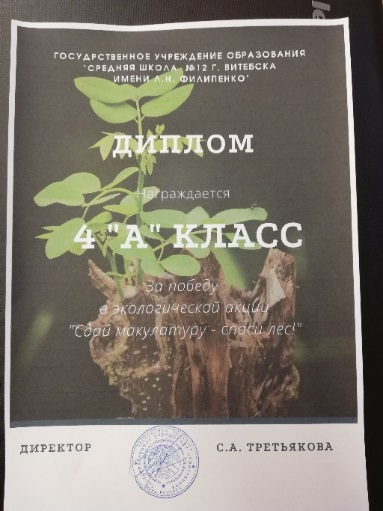 ГОСУДРСТВЕННОЕ УЧРЕЖДЕНИЕ ОБРАЗОВАНИЯ
"СРЕДНЯЯ ШКОЛА №12 Г. ВИТЕБСКА
ИМЕНИ Л.Н. ФИЛИПЕНКО"
ДИПЛОМ
Награждается
4 "А" КЛАСС
За победу
в экологической акции
"Сдай макулатуру - спаси лес!"
ДИРЕКТОР С.А. ТРЕТЬЯКОВА